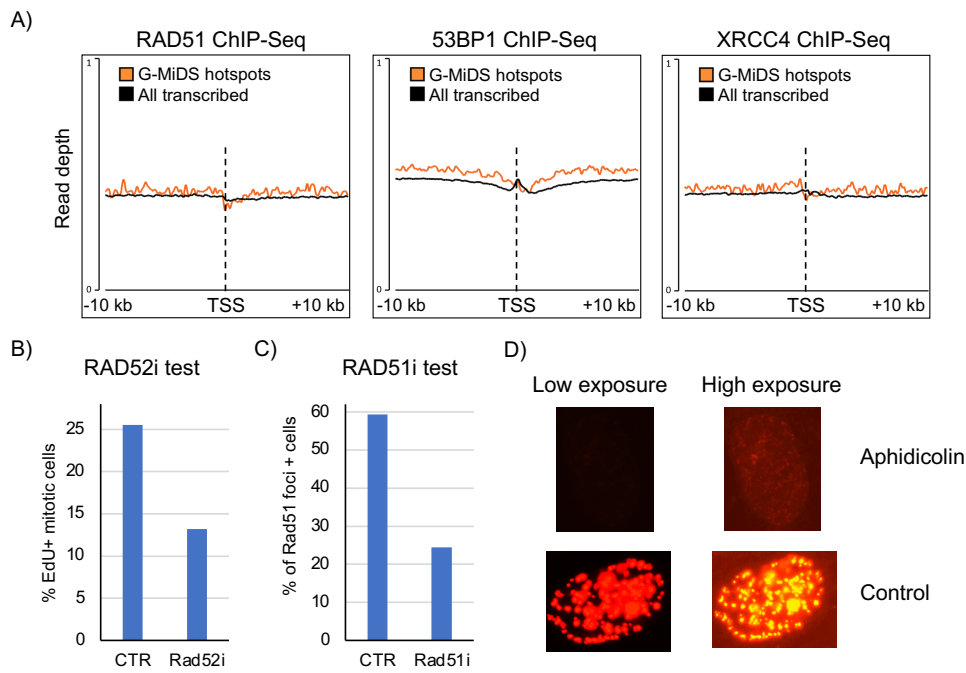 A)
RAD51 ChIP-Seq
53BP1 ChIP-Seq
XRCC4 ChIP-Seq
Read depth
1
G-MiDS hotspots
All transcribed
0
-10 kb TSS +10 kb
1
G-MiDS hotspots
All transcribed
0
-10 kb TSS +10 kb
1
G-MiDS hotspots
All transcribed
0
-10 kb TSS +10 kb
B)
RAD52i test
% EdU+ mitotic cells
25
20
15
10
5
0
CTR Rad52i
C)
RAD51i test
% of Rad51 foci + cells
60
50
40
30
20
10
0
CTR Rad51i
D)
Low exposure High exposure
Aphidicolin
Control